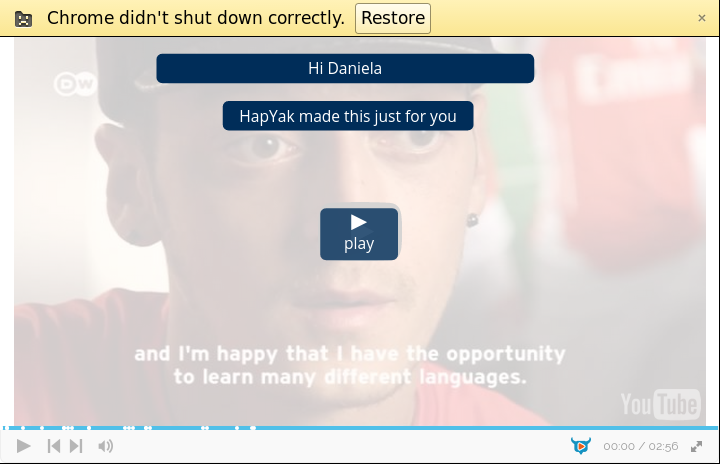 Chrome didn't shut down correctly. Restore ×
DW
Hi Daniela
HapYak made this just for you
play
and I'm happy that I have the opportunity
to learn many different languages.
YouTube
00:00 / 02:56